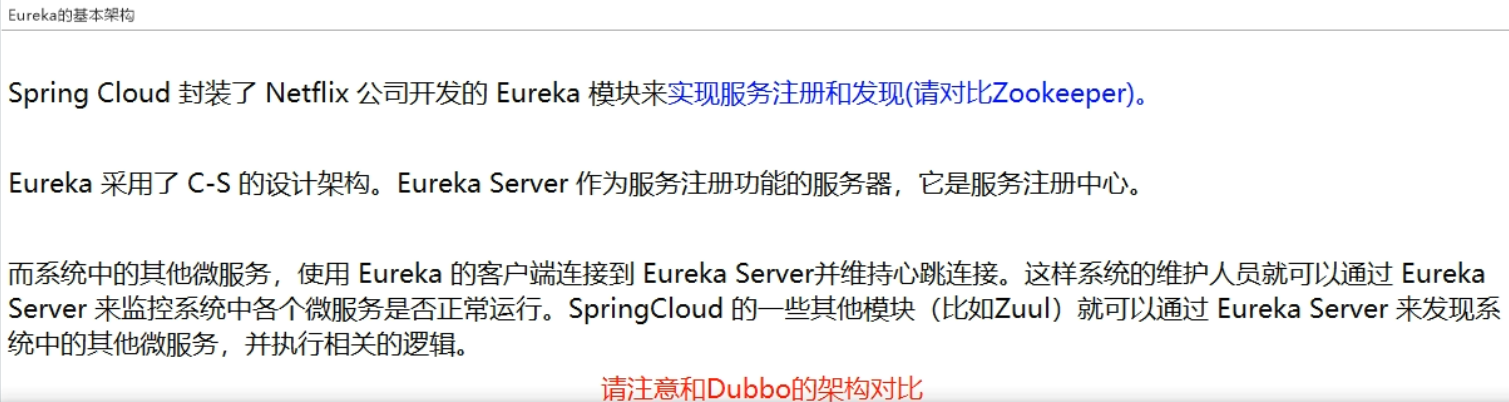 Eureka的基本架构
Spring Cloud 封装了 Netflix 公司开发的 Eureka 模块来实现服务注册和发现(请对比Zookeeper)。
Eureka 采用了 C-S 的设计架构。Eureka Server 作为服务注册功能的服务器，它是服务注册中心。
而系统中的其他微服务，使用 Eureka 的客户端连接到 Eureka Server并维持心跳连接。这样系统的维护人员就可以通过 Eureka
Server 来监控系统中各个微服务是否正常运行。SpringCloud 的一些其他模块（比如Zuul）就可以通过 Eureka Server 来发现系
统中的其他微服务，并执行相关的逻辑。
请注意和Dubbo的架构对比